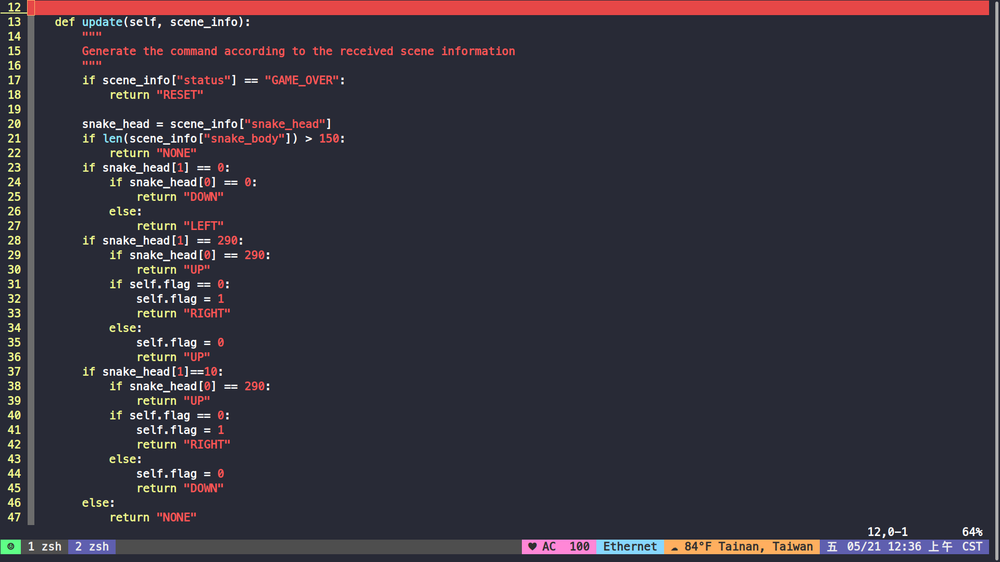 12
13     def update(self, scene_info):
14         """
15         Generate the command according to the received scene information
16         """
17         if scene_info["status"] == "GAME_OVER":
18             return "RESET"
19
20         snake_head = scene_info["snake_head"]
21         if len(scene_info["snake_body"]) > 150:
22             return "NONE"
23         if snake_head[1] == 0:
24             if snake_head[0] == 0:
25                 return "DOWN"
26             else:
27                 return "LEFT"
28         if snake_head[1] == 290:
29             if snake_head[0] == 290:
30                 return "UP"
31             if self.flag == 0:
32                 self.flag = 1
33                 return "RIGHT"
34             else:
35                 self.flag = 0
36                 return "UP"
37         if snake_head[1]==10:
38             if snake_head[0] == 290:
39                 return "UP"
40             if self.flag == 0:
41                 self.flag = 1
42                 return "RIGHT"
43             else:
44                 self.flag = 0
45                 return "DOWN"
46         else:
47             return "NONE"
12,0-1 64%
☺ 1 zsh 2 zsh ♥ AC 100 Ethernet ☁ 84°F Tainan, Taiwan 五 05/21 12:36 上午 CST